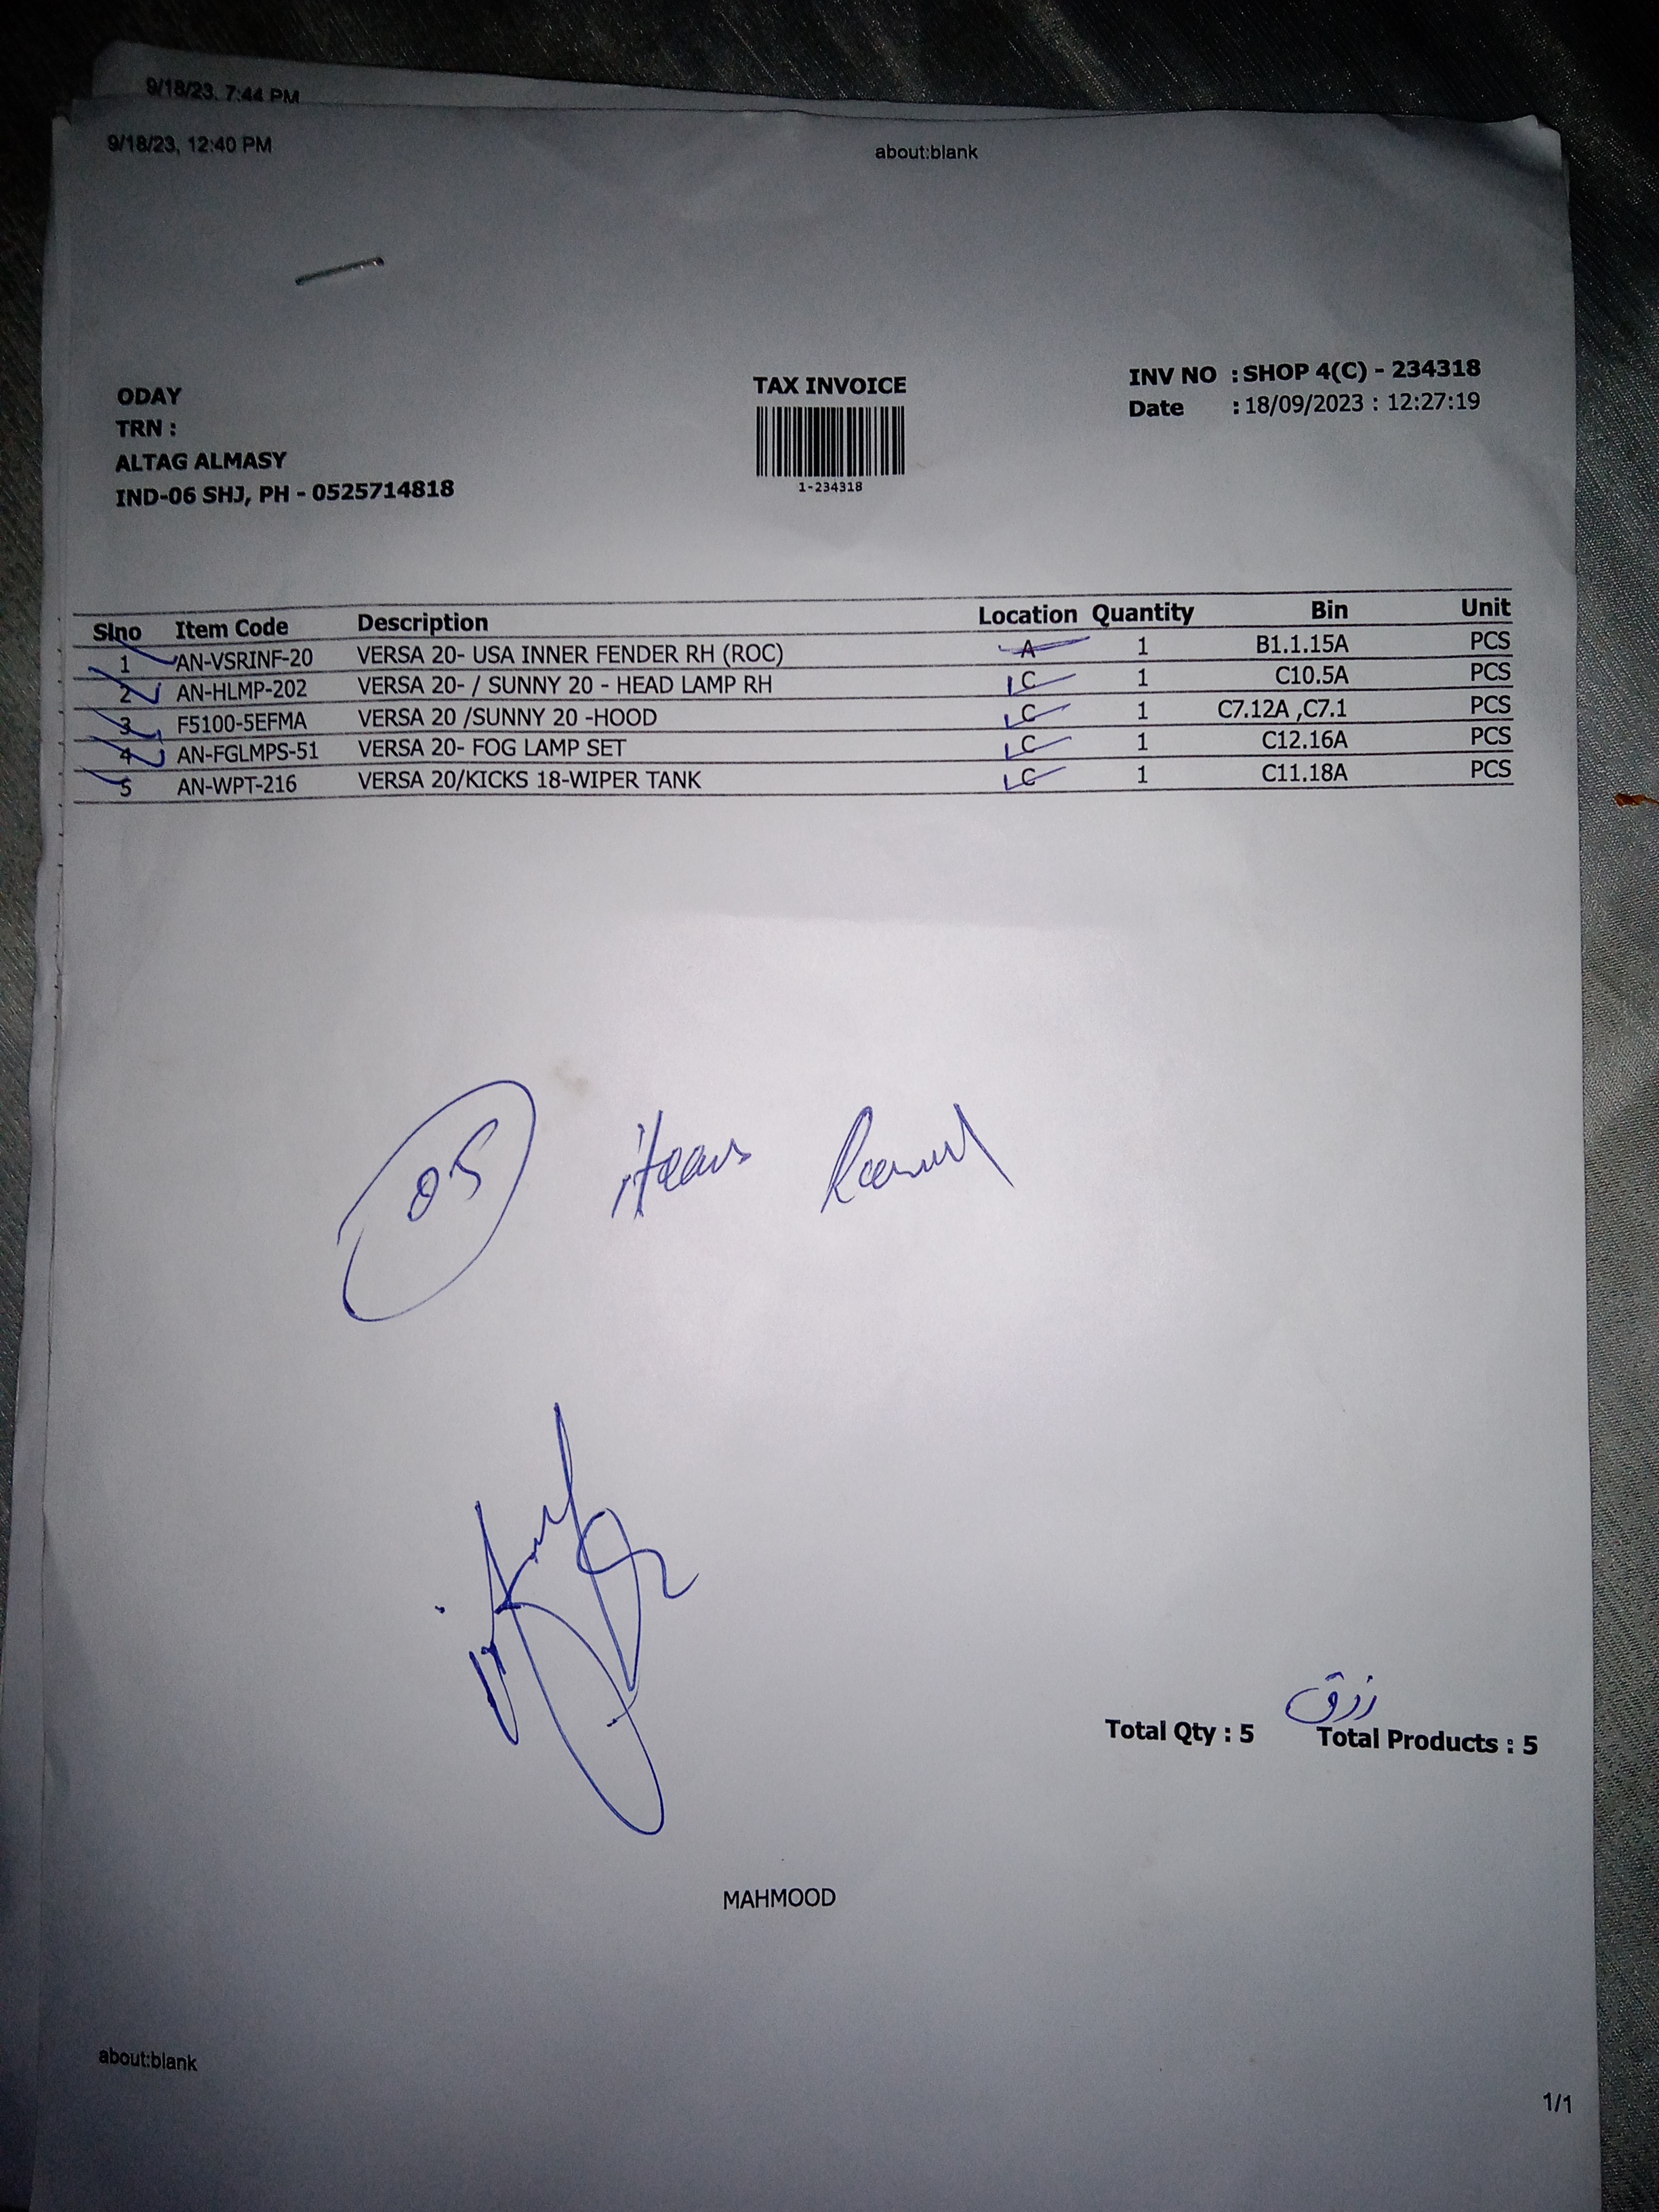 9/18/23, 7:44 PM
9/18/23, 12:40 PM about:blank
ODAY
TRN :
ALTAG ALMASY
IND-06 SHJ, PH - 0525714818
TAX INVOICE
1-234318
INV NO : SHOP 4(C) - 234318
Date : 18/09/2023 : 12:27:19
Slno Item Code Description Location Quantity Bin Unit
1 AN-VSRINF-20 VERSA 20- USA INNER FENDER RH (ROC) A 1 B1.1.15A PCS
2 AN-HLMP-202 VERSA 20- / SUNNY 20 - HEAD LAMP RH C 1 C10.5A PCS
3 F5100-5EFMA VERSA 20 /SUNNY 20 -HOOD C 1 C7.12A ,C7.1 PCS
4 AN-FGLMPS-51 VERSA 20- FOG LAMP SET C 1 C12.16A PCS
5 AN-WPT-216 VERSA 20/KICKS 18-WIPER TANK C 1 C11.18A PCS
05 items
رزق
Total Qty : 5 Total Products : 5
MAHMOOD
about:blank
1/1